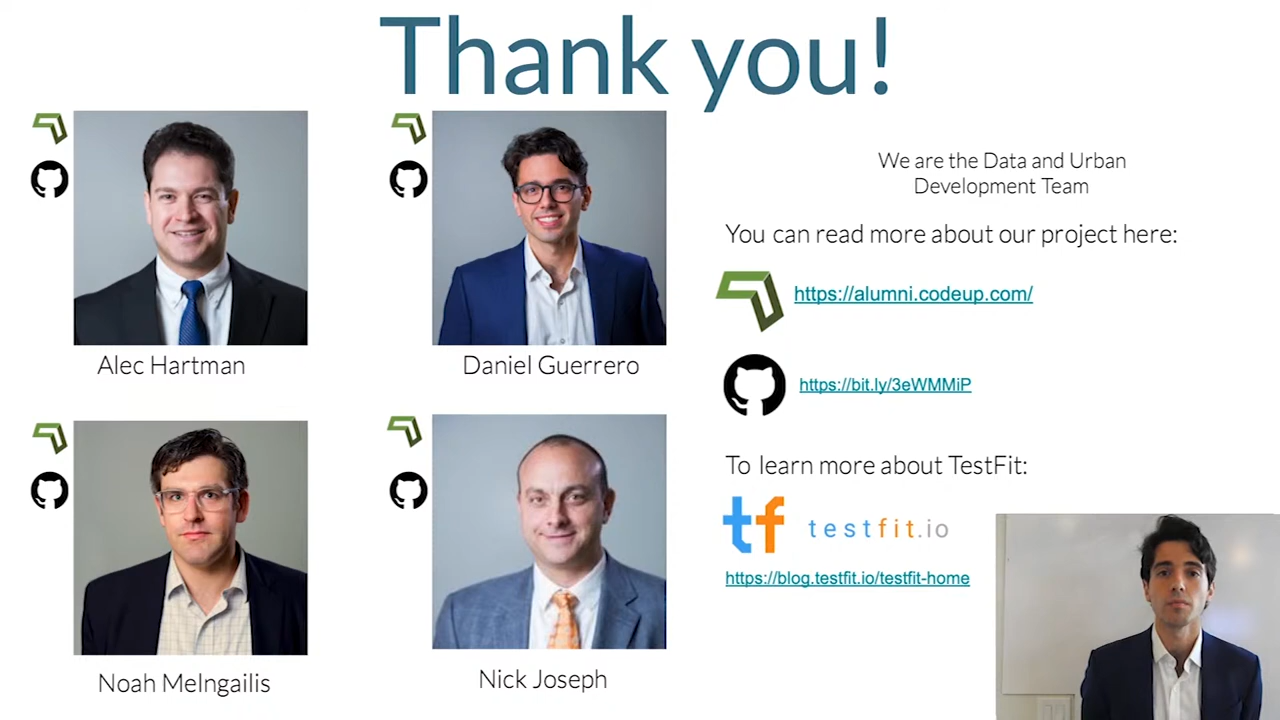 Thank you!
Alec Hartman
Daniel Guerrero
Noah Melngailis
Nick Joseph
We are the Data and Urban
Development Team
You can read more about our project here:
https://alumni.codeup.com/
https://bit.ly/3eWMMiP
To learn more about TestFit:
tf testfit.io
https://blog.testfit.io/testfit-home